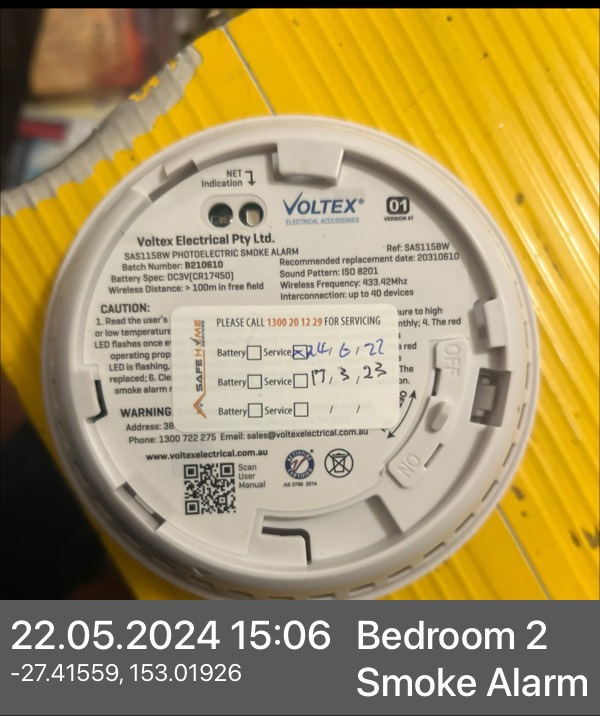 NET
Indication
VOLTEX®
ELECTRICAL ACCESSORIES
01
VERSION 01
Voltex Electrical Pty Ltd.
SAS115BW PHOTOELECTRIC SMOKE ALARM
Batch Number: B210610
Battery Spec: DC3V(CR17450)
Wireless Distance: > 100m in free field
Ref: SAS115BW
Recommended replacement date: 20310610
Sound Pattern: ISO 8201
Wireless Frequency: 433.42Mhz
Interconnection: up to 40 devices
CAUTION:
1. Read the user's
or low temperature
LED flashes once e
operating prop
LED is flashing,
replaced; 6. Cle
smoke alarm
ure to high
nthly; 4. The red
a red
The
on.
SAFEHOME
PLEASE CALL 1300 20 12 29 FOR SERVICING
Battery Service 24, 6, 22
Battery Service 17, 3, 23
Battery Service / /
OFF
ON
WARNING
Address: 38
Phone: 1300 722 275 Email: sales@voltexelectrical.com.au
www.voltexelectrical.com.au
Scan
User
Manual
AS 3786 2014
22.05.2024 15:06
-27.41559, 153.01926
Bedroom 2
Smoke Alarm